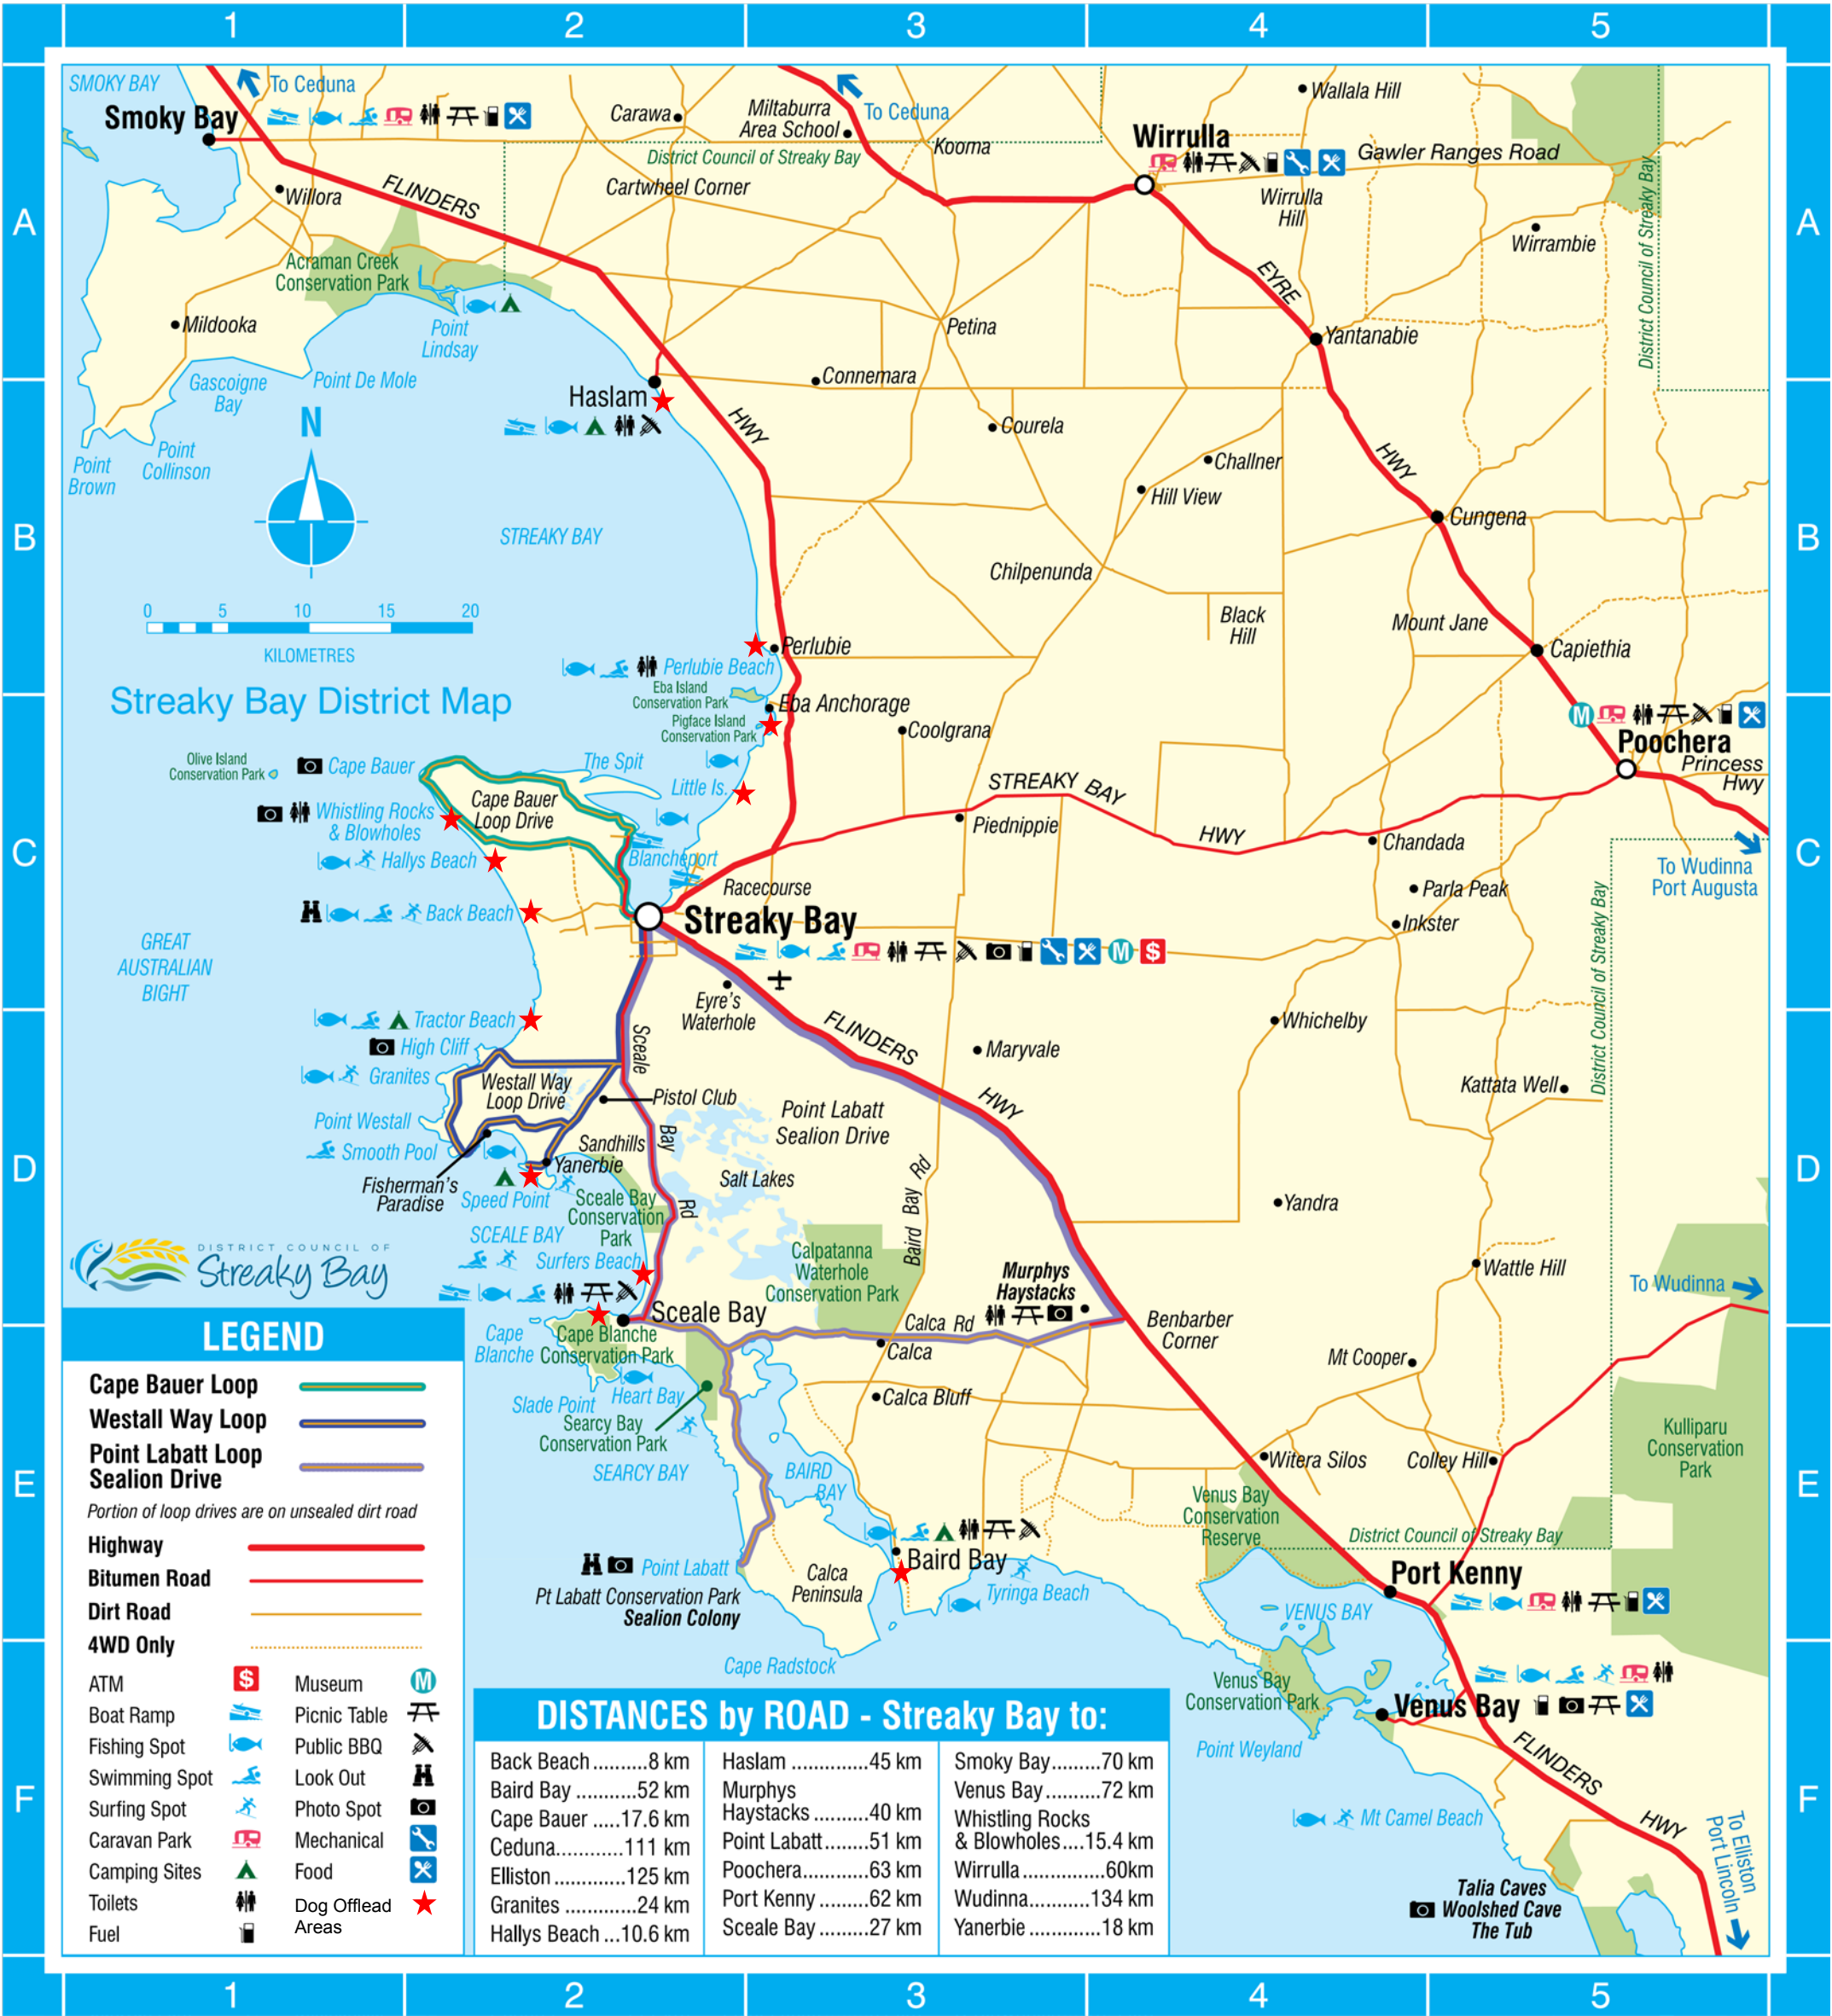 1 2 3 4 5
A
B
C
D
E
F
SMOKY BAY
To Ceduna
Smoky Bay
Carawa
Miltaburra
Area School
To Ceduna
Kooma
Wallala Hill
Wirrulla
Gawler Ranges Road
District Council of Streaky Bay
Cartwheel Corner
Willora
FLINDERS
Wirrulla
Hill
Wirrambie
District Council of Streaky Bay
Acraman Creek
Conservation Park
EYRE
Mildooka
Point
Lindsay
Petina
Yantanabie
Gascoigne
Bay
Point De Mole
Connemara
Haslam
HWY
Courela
HWY
Point
Brown
Point
Collinson
N
Challner
Hill View
Cungena
STREAKY BAY
Chilpenunda
0 5 10 15 20
KILOMETRES
Black
Hill
Mount Jane
Perlubie
Capiethia
Perlubie Beach
Streaky Bay District Map
Eba Island
Conservation Park
Eba Anchorage
Pigface Island
Conservation Park
Coolgrana
M
Poochera
Princess
Hwy
Olive Island
Conservation Park
Cape Bauer
The Spit
Little Is.
STREAKY BAY
HWY
Cape Bauer
Loop Drive
Whistling Rocks
& Blowholes
Piednippie
Chandada
To Wudinna
Port Augusta
Hallys Beach
Blancheport
Racecourse
Parla Peak
Back Beach
Streaky Bay
Inkster
M $
GREAT
AUSTRALIAN
BIGHT
District Council of Streaky Bay
Eyre's
Waterhole
Tractor Beach
FLINDERS
Whichelby
High Cliff
Sceale
Maryvale
Granites
Westall Way
Loop Drive
Pistol Club
HWY
Kattata Well
Point Westall
Point Labatt
Sealion Drive
Bay
Smooth Pool
Sandhills
Yanerbie
Fisherman's
Paradise
Salt Lakes
Baird Bay Rd
Speed Point
Sceale Bay
Conservation
Park
Rd
Yandra
DISTRICT COUNCIL OF
Streaky Bay
SCEALE BAY
Surfers Beach
Calpatanna
Waterhole
Conservation Park
Murphys
Haystacks
Wattle Hill
To Wudinna
Sceale Bay
Calca Rd
Benbarber
Corner
Cape
Blanche
Cape Blanche
Conservation Park
Calca
Mt Cooper
Slade Point
Heart Bay
Calca Bluff
Searcy Bay
Conservation Park
Kulliparu
Conservation
Park
SEARCY BAY
BAIRD
BAY
Witera Silos
Colley Hill
Venus Bay
Conservation
Reserve
District Council of Streaky Bay
Baird Bay
Point Labatt
Calca
Peninsula
Pt Labatt Conservation Park
Sealion Colony
Tyringa Beach
Port Kenny
VENUS BAY
Cape Radstock
Venus Bay
Conservation Park
Venus Bay
Point Weyland
FLINDERS
HWY
Mt Camel Beach
To Elliston
Port Lincoln
Talia Caves
Woolshed Cave
The Tub
LEGEND
Cape Bauer Loop
Westall Way Loop
Point Labatt Loop
Sealion Drive
Portion of loop drives are on unsealed dirt road
Highway
Bitumen Road
Dirt Road
4WD Only
ATM $ Museum M
Boat Ramp Picnic Table
Fishing Spot Public BBQ
Swimming Spot Look Out
Surfing Spot Photo Spot
Caravan Park Mechanical
Camping Sites Food
Toilets Dog Offlead
Areas
Fuel
DISTANCES by ROAD - Streaky Bay to:
Back Beach..........8 km
Baird Bay ...........52 km
Cape Bauer .....17.6 km
Ceduna............111 km
Elliston .............125 km
Granites .............24 km
Hallys Beach ...10.6 km
Haslam ..............45 km
Murphys
Haystacks ..........40 km
Point Labatt........51 km
Poochera............63 km
Port Kenny .........62 km
Sceale Bay .........27 km
Smoky Bay.........70 km
Venus Bay..........72 km
Whistling Rocks
& Blowholes....15.4 km
Wirrulla ...............60km
Wudinna...........134 km
Yanerbie .............18 km
A
B
C
D
E
F
1 2 3 4 5